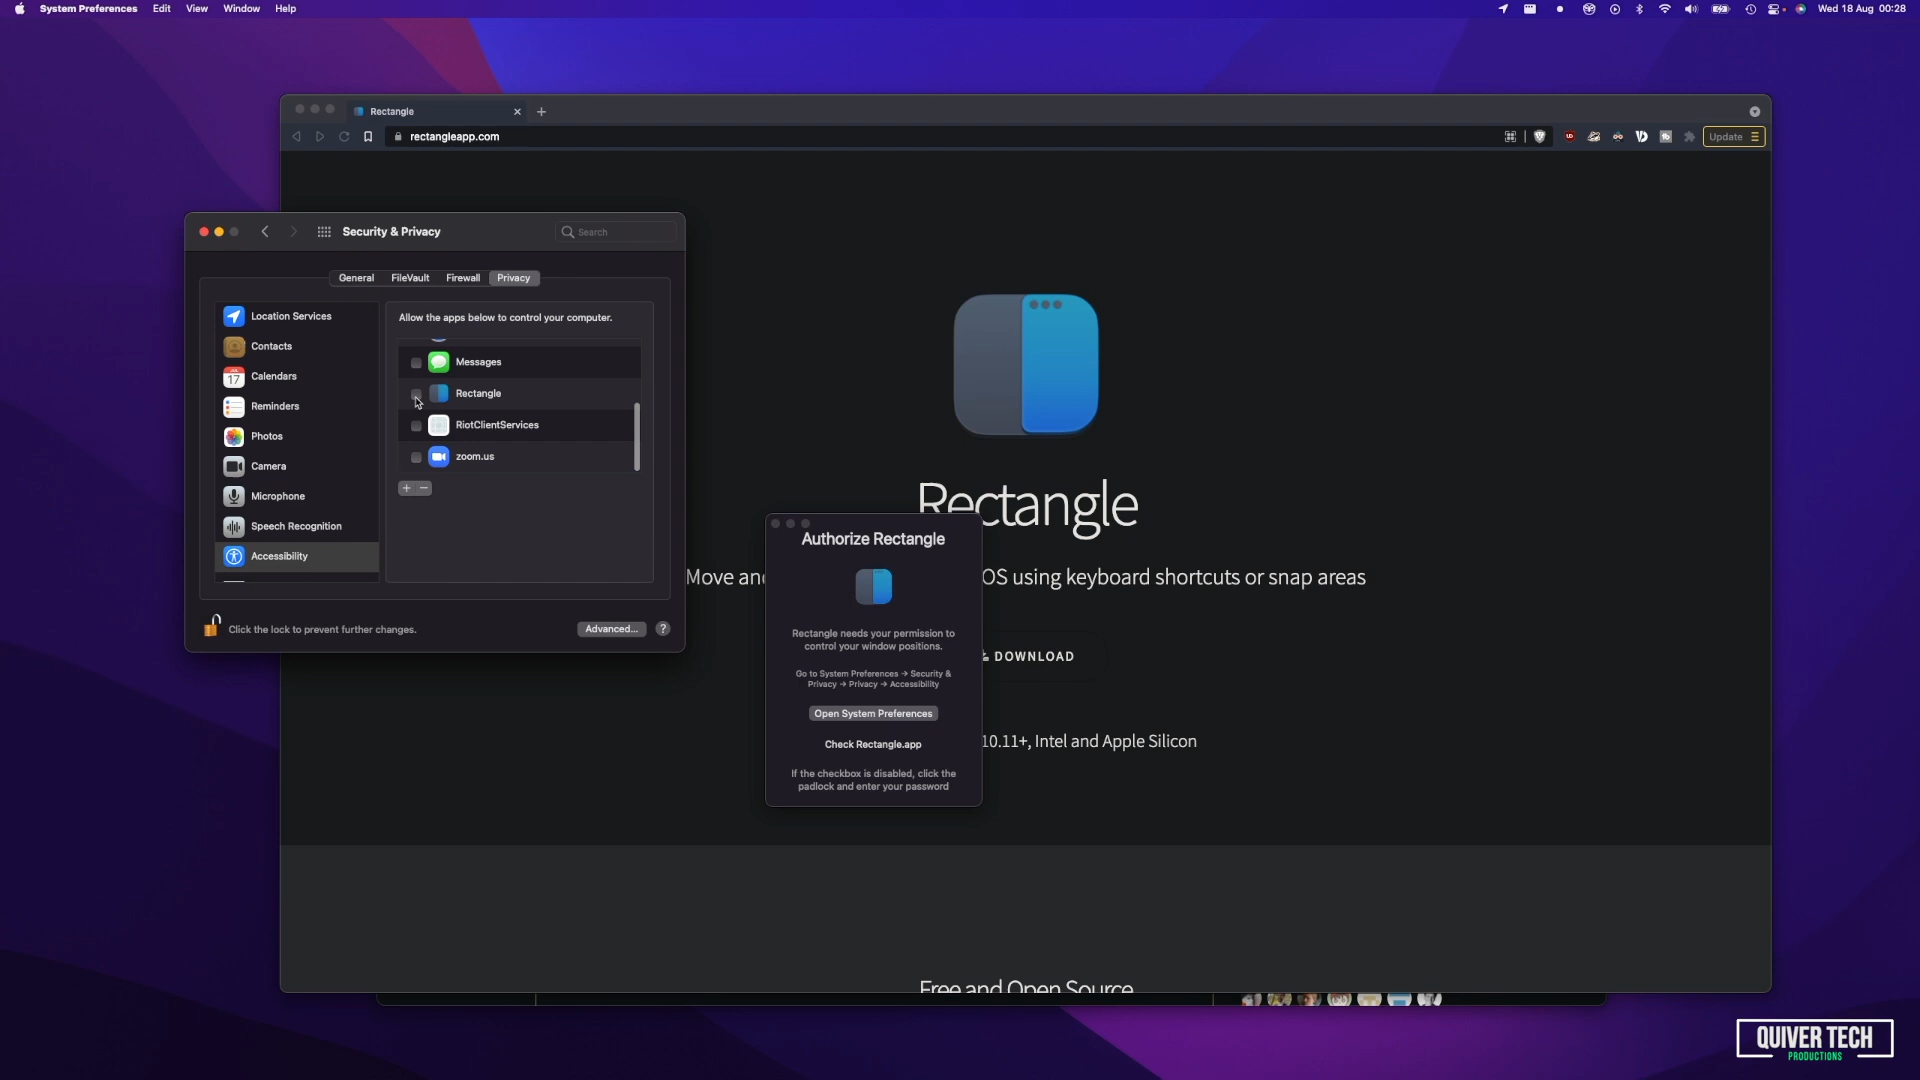 System Preferences Edit View Window Help
Wed 18 Aug 00:28
Rectangle
rectangleapp.com
Update
Security & Privacy
Search
General FileVault Firewall Privacy
Location Services
Contacts
17
Calendars
Reminders
Photos
Camera
Microphone
Speech Recognition
Accessibility
Allow the apps below to control your computer.
Messages
Rectangle
RiotClientServices
zoom.us
+ −
Click the lock to prevent further changes.
Advanced... ?
Rectangle
Move an
OS using keyboard shortcuts or snap areas
DOWNLOAD
10.11+, Intel and Apple Silicon
Authorize Rectangle
Rectangle needs your permission to
control your window positions.
Go to System Preferences → Security &
Privacy → Privacy → Accessibility
Open System Preferences
Check Rectangle.app
If the checkbox is disabled, click the
padlock and enter your password
Free and Open Source
QUIVER TECH
PRODUCTIONS